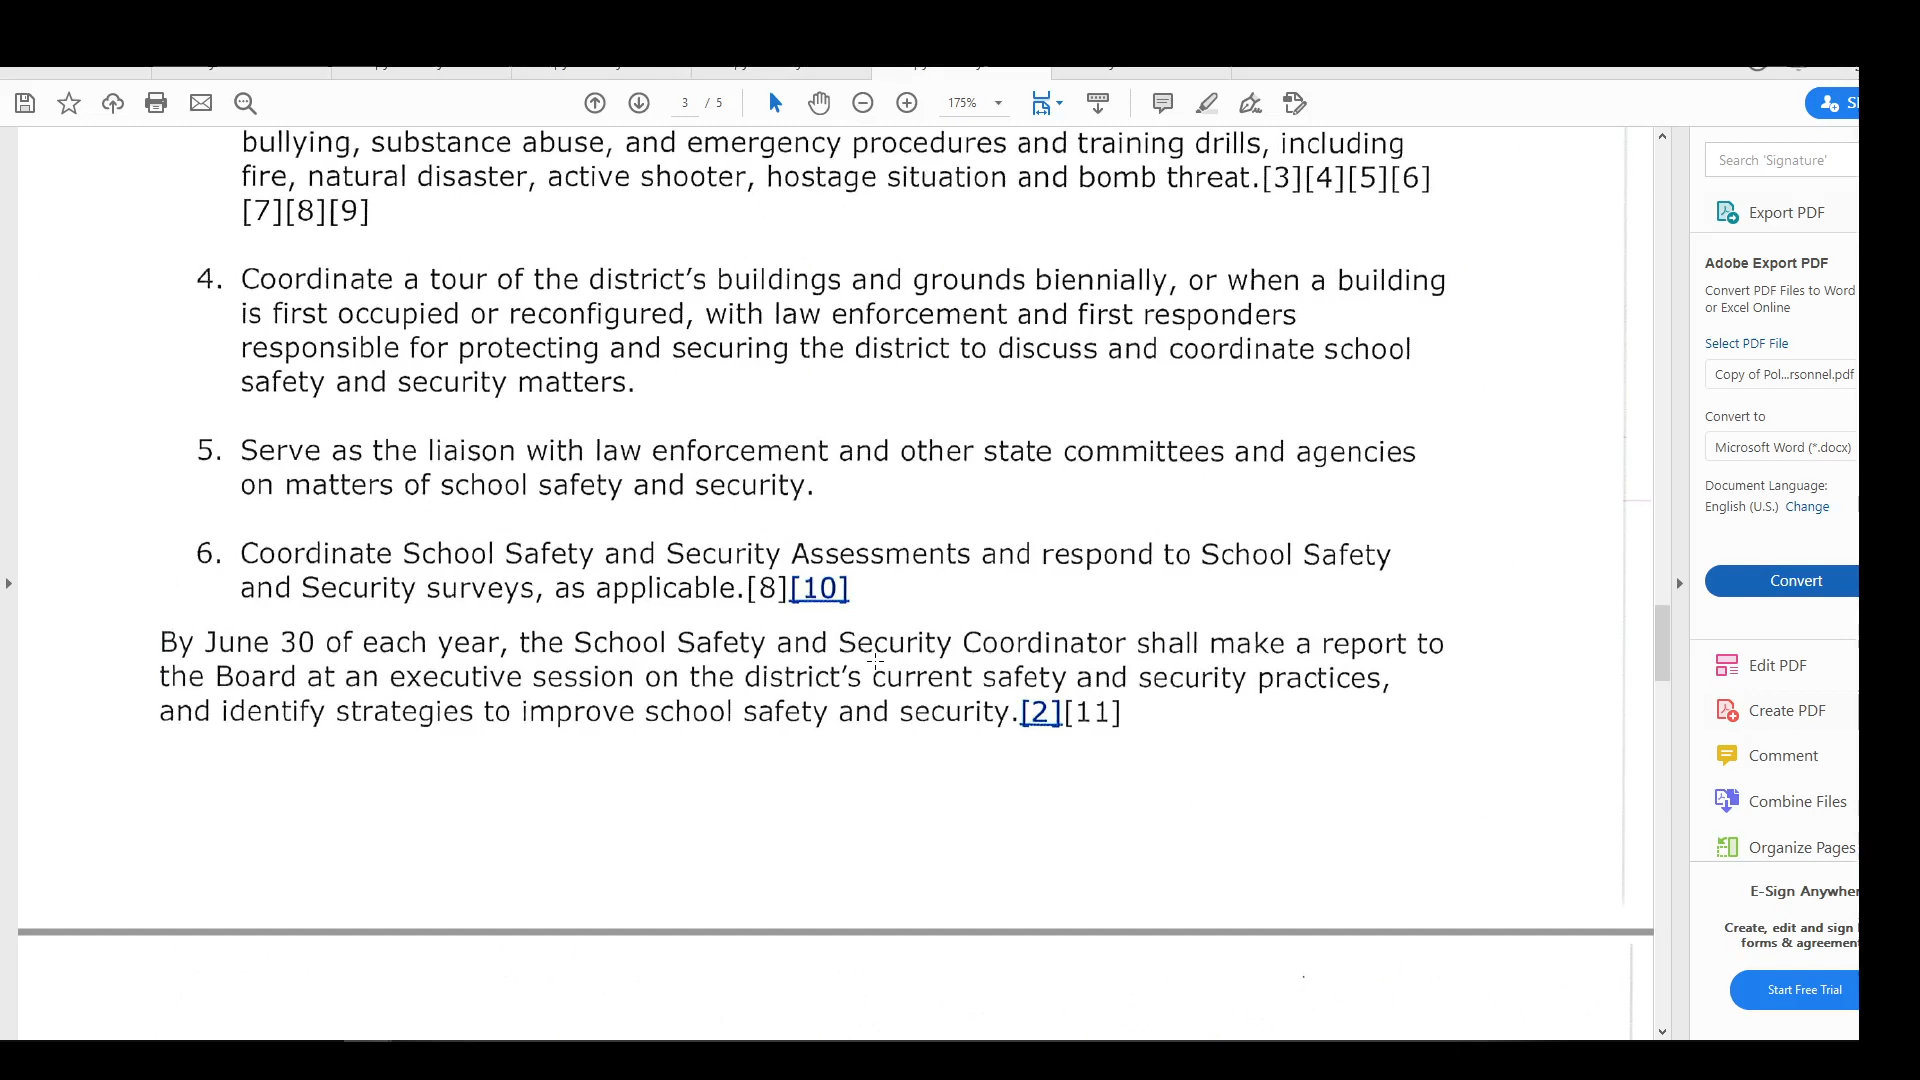 3 / 5
175%
bullying, substance abuse, and emergency procedures and training drills, including
fire, natural disaster, active shooter, hostage situation and bomb threat.[3][4][5][6]
[7][8][9]
4. Coordinate a tour of the district’s buildings and grounds biennially, or when a building
is first occupied or reconfigured, with law enforcement and first responders
responsible for protecting and securing the district to discuss and coordinate school
safety and security matters.
5. Serve as the liaison with law enforcement and other state committees and agencies
on matters of school safety and security.
6. Coordinate School Safety and Security Assessments and respond to School Safety
and Security surveys, as applicable.[8][10]
By June 30 of each year, the School Safety and Security Coordinator shall make a report to
the Board at an executive session on the district’s current safety and security practices,
and identify strategies to improve school safety and security.[2][11]
Search 'Signature'
Export PDF
Adobe Export PDF
Convert PDF Files to Word
or Excel Online
Select PDF File
Copy of Pol...rsonnel.pdf
Convert to
Microsoft Word (*.docx)
Document Language:
English (U.S.) Change
Convert
Edit PDF
Create PDF
Comment
Combine Files
Organize Pages
E-Sign Anywher
Create, edit and sign
forms & agreement
Start Free Trial